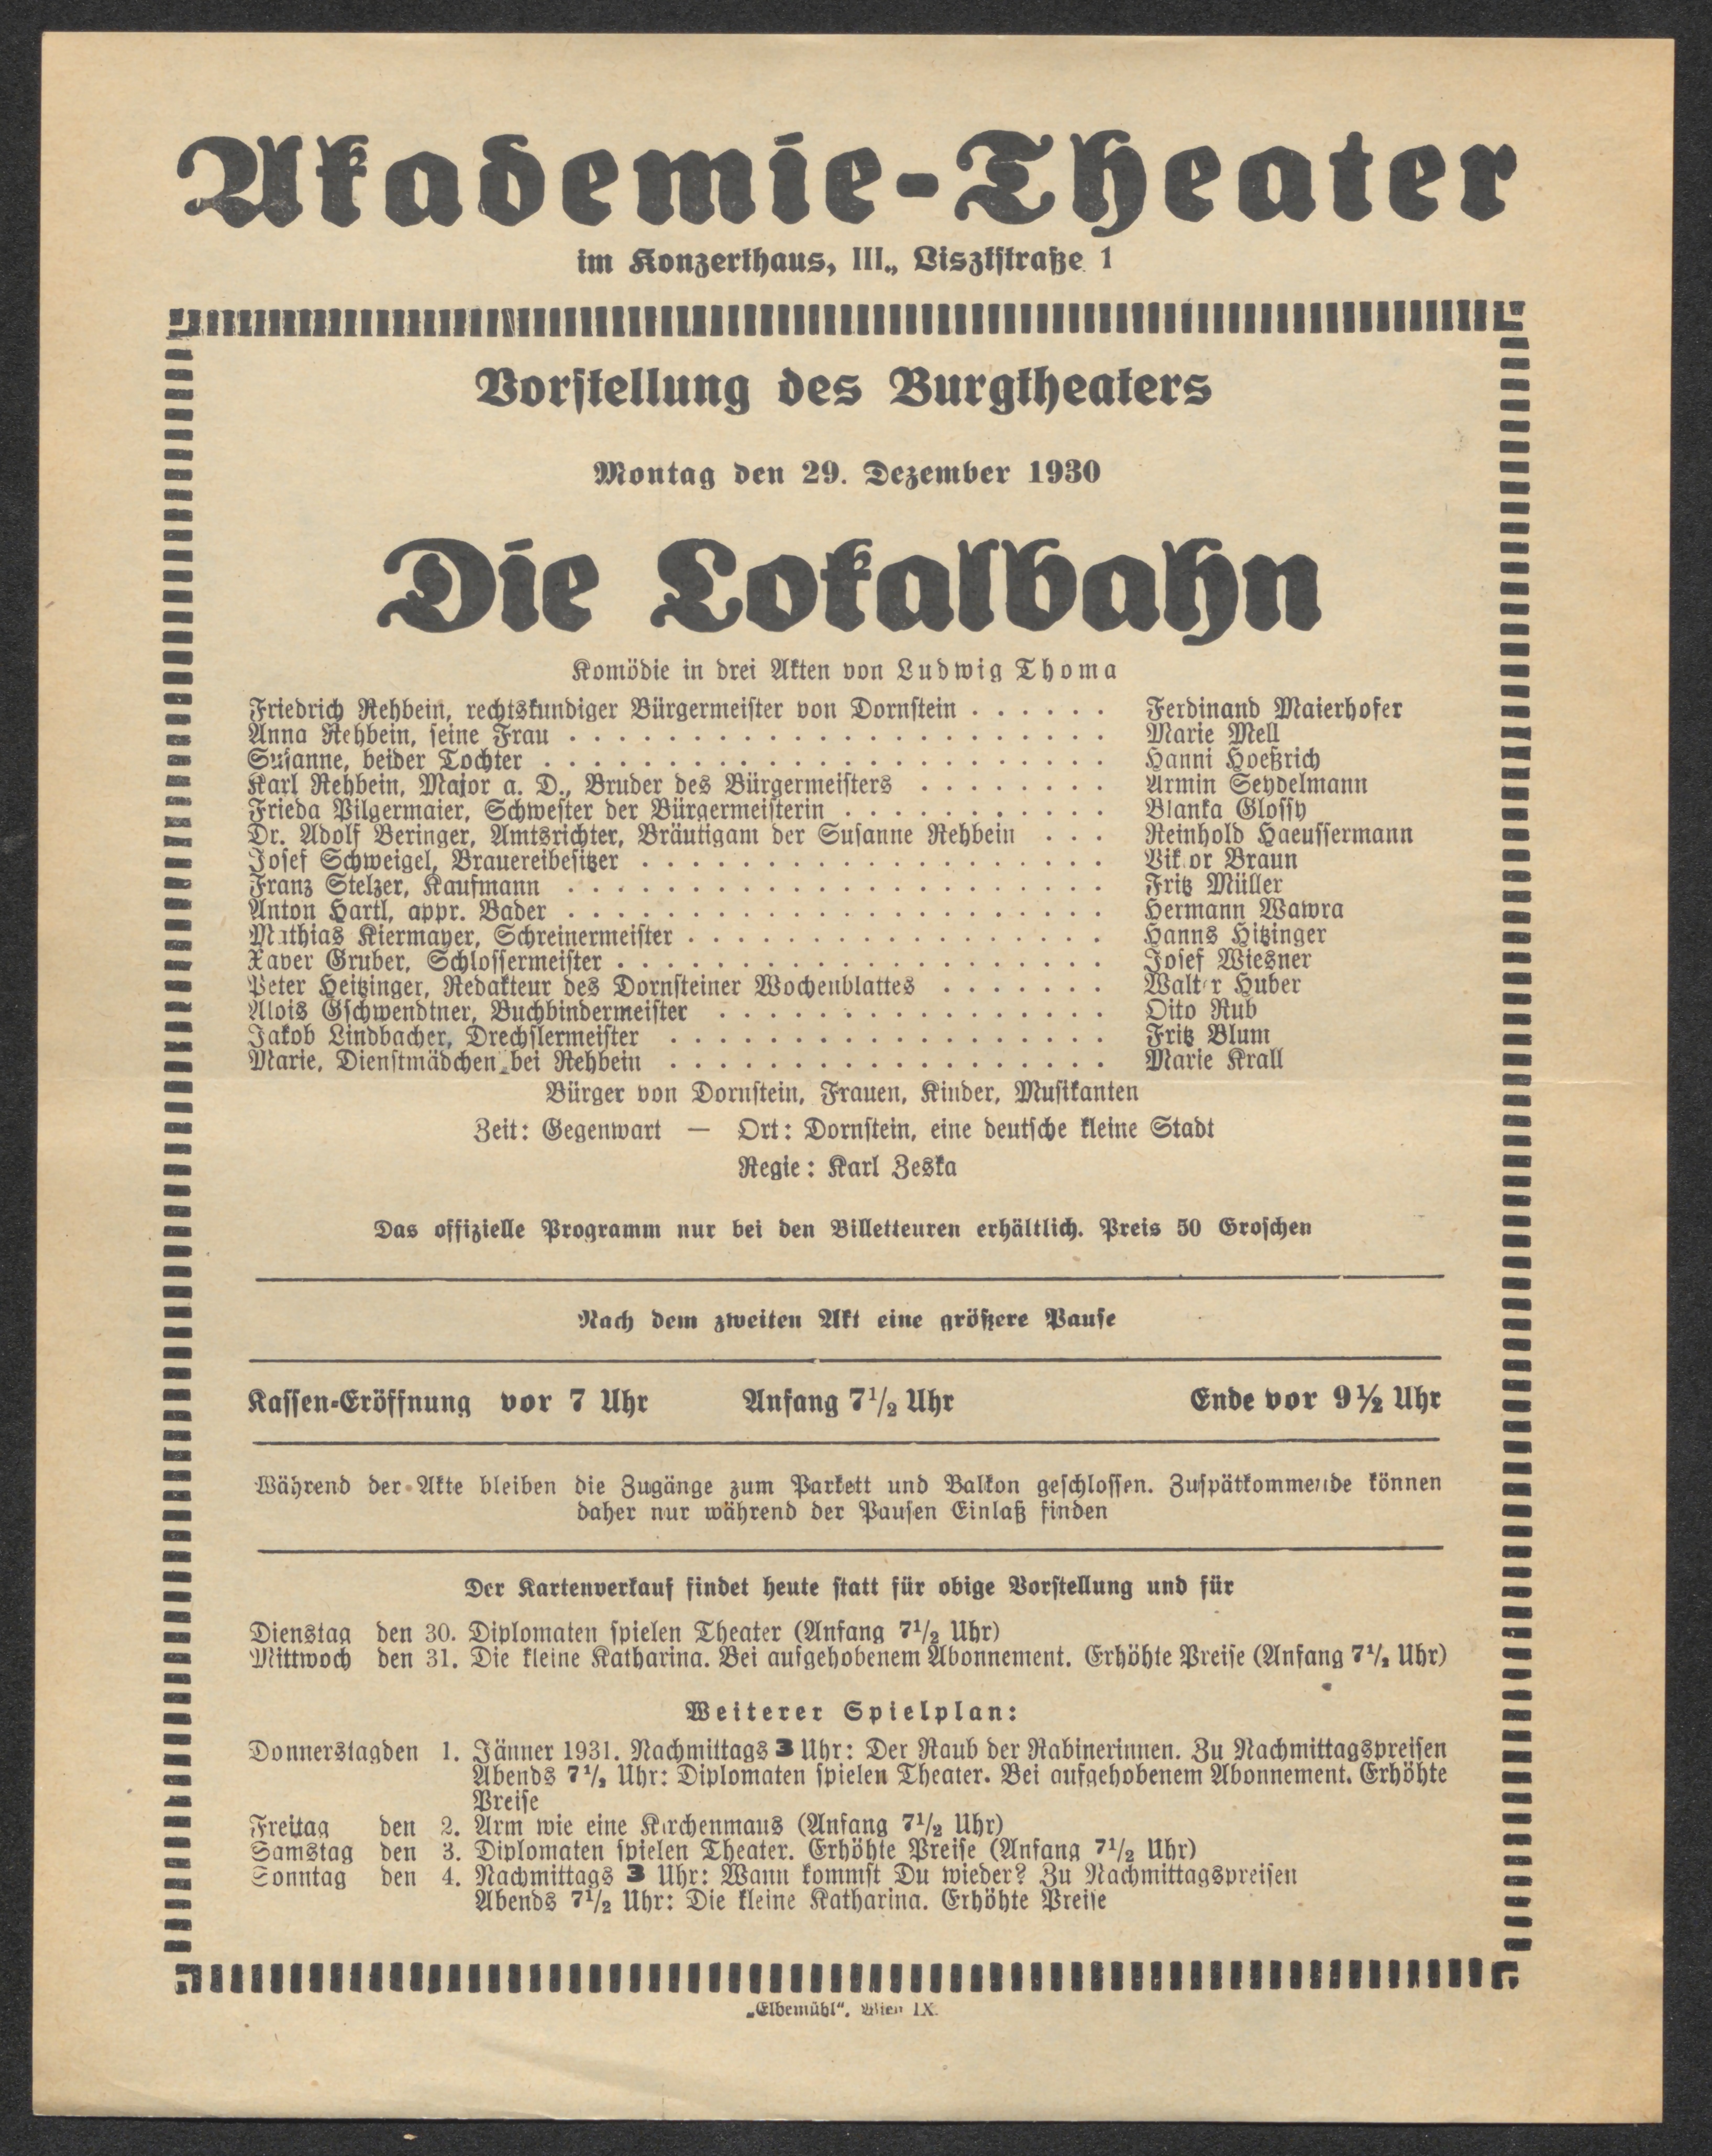 Akademie-Theater
im Konzerthaus, III., Lisztstraße 1
Vorstellung des Burgtheaters
Montag den 29. Dezember 1930
Die Lokalbahn
Komödie in drei Akten von Ludwig Thoma
Friedrich Rehbein, rechtskundiger Bürgermeister von Dornstein . . . . . . Ferdinand Maierhofer
Anna Rehbein, seine Frau . . . . . . . . . . . . . . . . . . . . . . Marie Mell
Susanne, beider Tochter . . . . . . . . . . . . . . . . . . . . . . . Hanni Hoeßrich
Karl Rehbein, Major a. D., Bruder des Bürgermeisters . . . . . . . . Armin Seydelmann
Frieda Pilgermaier, Schwester der Bürgermeisterin . . . . . . . . . . . Blanka Glossy
Dr. Adolf Beringer, Amtsrichter, Bräutigam der Susanne Rehbein . . . Reinhold Haeussermann
Josef Schweigel, Brauereibesitzer . . . . . . . . . . . . . . . . . . . Vik or Braun
Franz Stelzer, Kaufmann . . . . . . . . . . . . . . . . . . . . . . Fritz Müller
Anton Hartl, appr. Bader . . . . . . . . . . . . . . . . . . . . . . Hermann Wawra
Mathias Kiermayer, Schreinermeister . . . . . . . . . . . . . . . . . Hanns Hitzinger
Xaver Gruber, Schlossermeister . . . . . . . . . . . . . . . . . . . . Josef Wiesner
Peter Heitzinger, Redakteur des Dornsteiner Wochenblattes . . . . . . . Walt r Huber
Alois Gschwendtner, Buchbindermeister . . . . . . . . . . . . . . . . Otto Rub
Jakob Lindbacher, Drechslermeister . . . . . . . . . . . . . . . . . . Fritz Blum
Marie, Dienstmädchen bei Rehbein . . . . . . . . . . . . . . . . . . Marie Krall
Bürger von Dornstein, Frauen, Kinder, Musikanten
Zeit: Gegenwart — Ort: Dornstein, eine deutsche kleine Stadt
Regie: Karl Zeska
Das offizielle Programm nur bei den Billetteuren erhältlich. Preis 50 Groschen
Nach dem zweiten Akt eine größere Pause
Kassen-Eröffnung vor 7 Uhr Anfang 7½ Uhr Ende vor 9½ Uhr
Während der Akte bleiben die Zugänge zum Parkett und Balkon geschlossen. Zuspätkommende können
daher nur während der Pausen Einlaß finden
Der Kartenverkauf findet heute statt für obige Vorstellung und für
Dienstag den 30. Diplomaten spielen Theater (Anfang 7½ Uhr)
Mittwoch den 31. Die kleine Katharina. Bei aufgehobenem Abonnement. Erhöhte Preise (Anfang 7½ Uhr)
Weiterer Spielplan:
Donnerstag den 1. Jänner 1931. Nachmittags 3 Uhr: Der Raub der Rabinerinnen. Zu Nachmittagspreisen
Abends 7½ Uhr: Diplomaten spielen Theater. Bei aufgehobenem Abonnement. Erhöhte
Preise
Freitag den 2. Arm wie eine Kirchenmaus (Anfang 7½ Uhr)
Samstag den 3. Diplomaten spielen Theater. Erhöhte Preise (Anfang 7½ Uhr)
Sonntag den 4. Nachmittags 3 Uhr: Wann kommst Du wieder? Zu Nachmittagspreisen
Abends 7½ Uhr: Die kleine Katharina. Erhöhte Preise
„Elbemühl“, Wien IX.